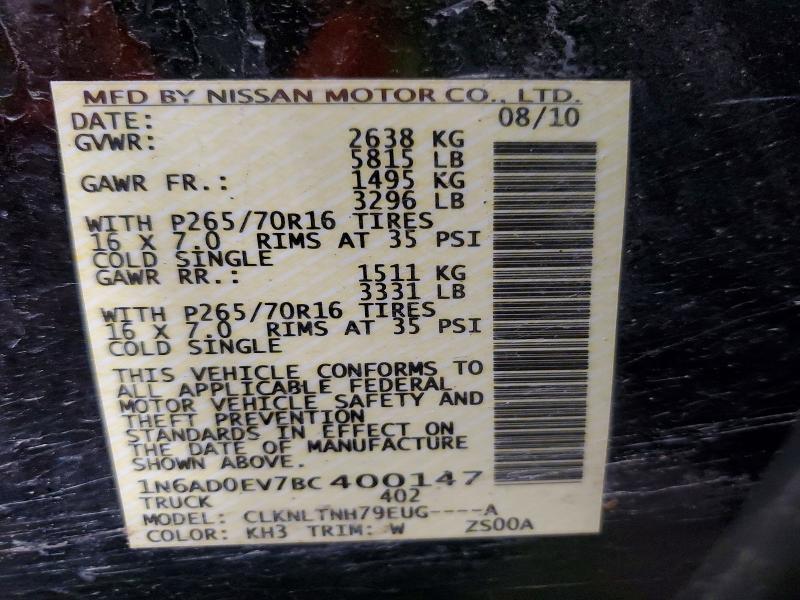 MFD BY NISSAN MOTOR CO., LTD.
DATE: 08/10
GVWR: 2638 KG
5815 LB
GAWR FR.: 1495 KG
3296 LB
WITH P265/70R16 TIRES
16 X 7.0 RIMS AT 35 PSI
COLD SINGLE
GAWR RR.: 1511 KG
3331 LB
WITH P265/70R16 TIRES
16 X 7.0 RIMS AT 35 PSI
COLD SINGLE
THIS VEHICLE CONFORMS TO
ALL APPLICABLE FEDERAL
MOTOR VEHICLE SAFETY AND
THEFT PREVENTION
STANDARDS IN EFFECT ON
THE DATE OF MANUFACTURE
SHOWN ABOVE.
1N6AD0EV7BC400147
TRUCK 402
MODEL: CLKNLTNH79EUG----A
COLOR: KH3 TRIM: W ZS00A